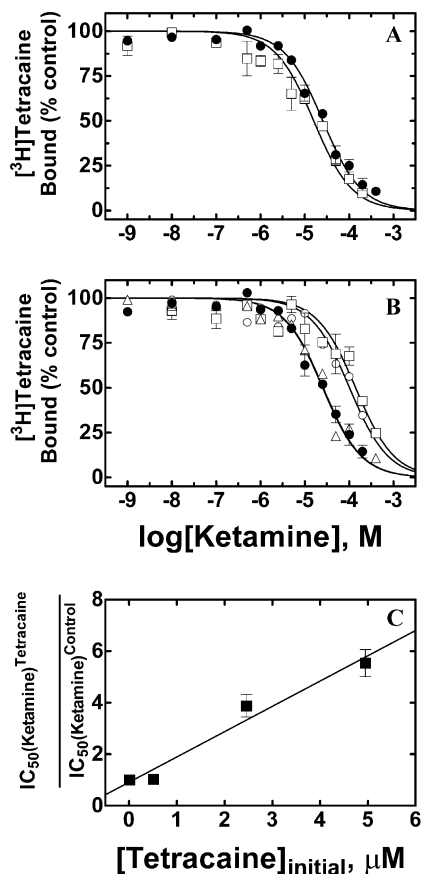 A
[³H]Tetracaine
Bound (% control)
100
75
50
25
0
-9 -8 -7 -6 -5 -4 -3
B
[³H]Tetracaine
Bound (% control)
100
75
50
25
0
-9 -8 -7 -6 -5 -4 -3
log[Ketamine], M
C
IC₅₀(Ketamine)ᵀᵉᵗʳᵃᶜᵃⁱⁿᵉ
IC₅₀(Ketamine)ᶜᵒⁿᵗʳᵒˡ
8
6
4
2
0
0 1 2 3 4 5 6
[Tetracaine]initial, μM